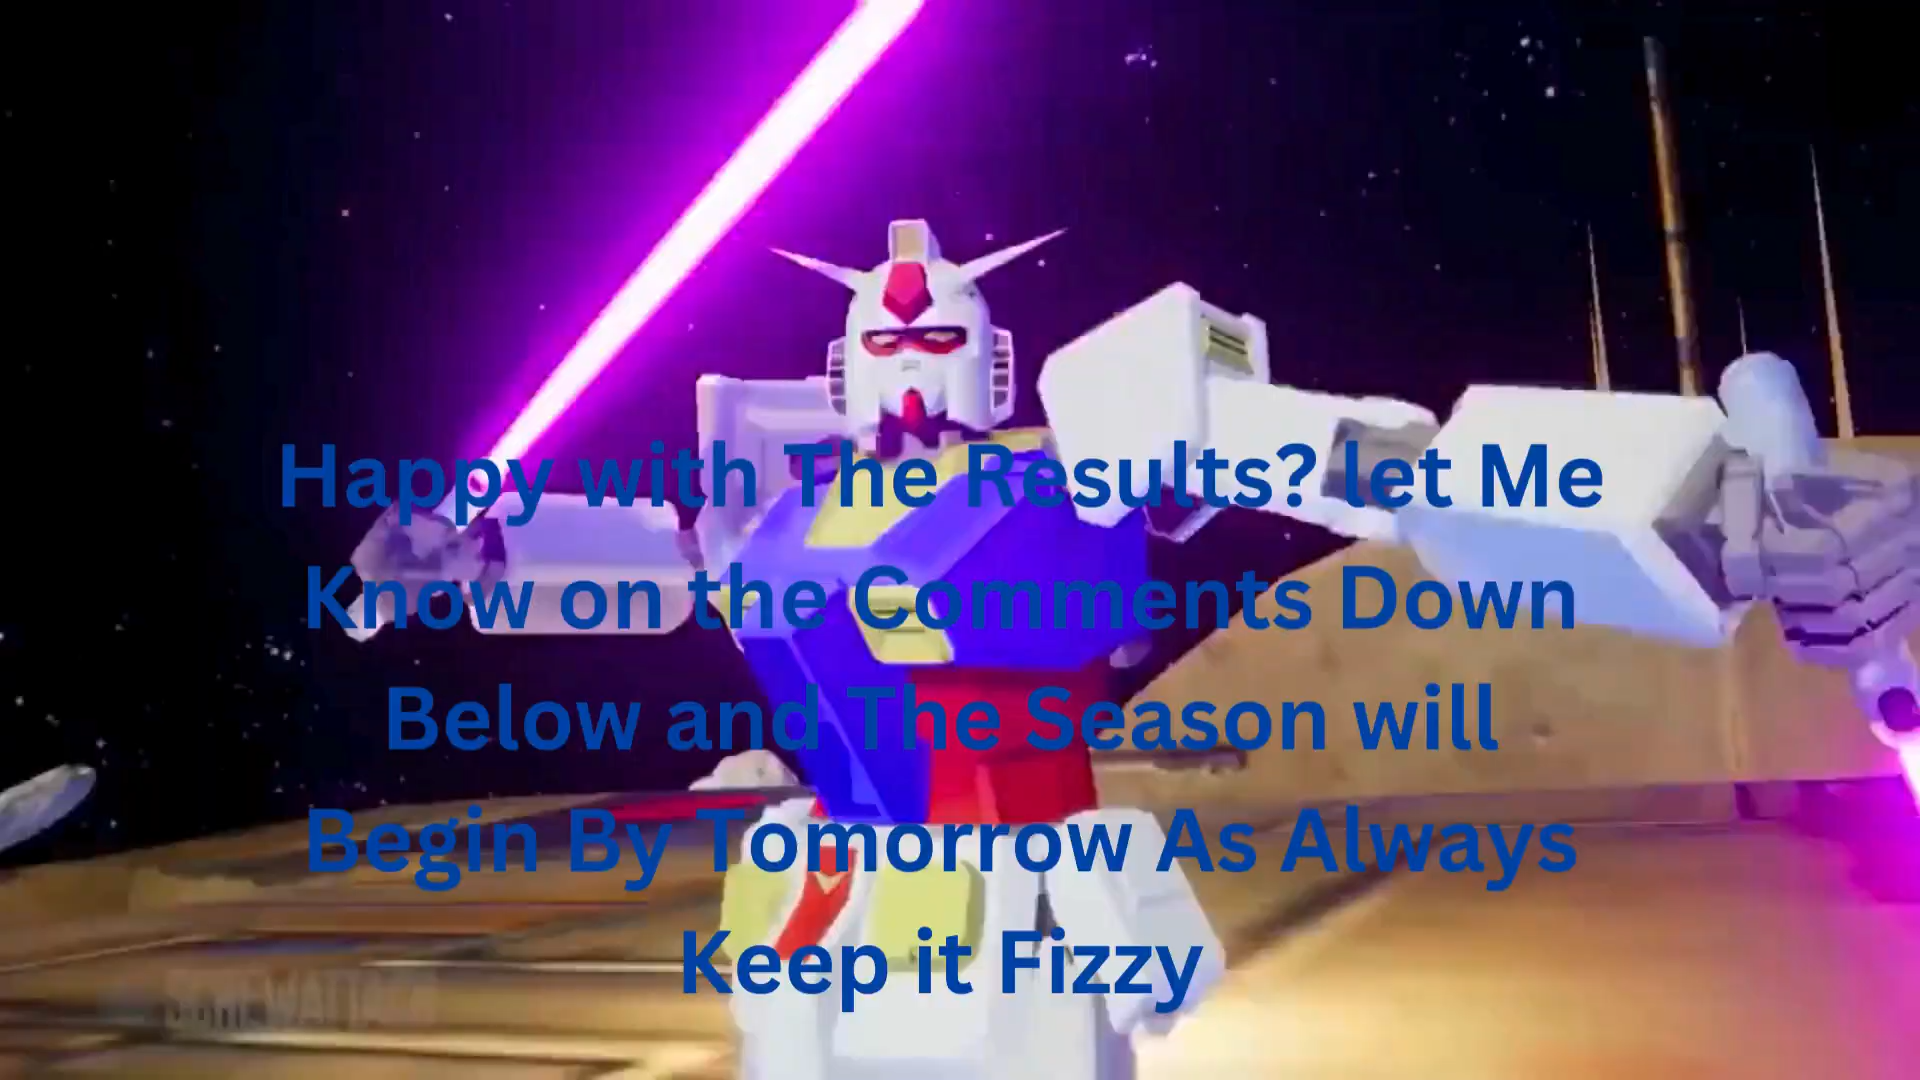 Happy with The Results? let Me
Know on the Comments Down
Below and The Season will
Begin By Tomorrow As Always
Keep it Fizzy
SCREWATTACK